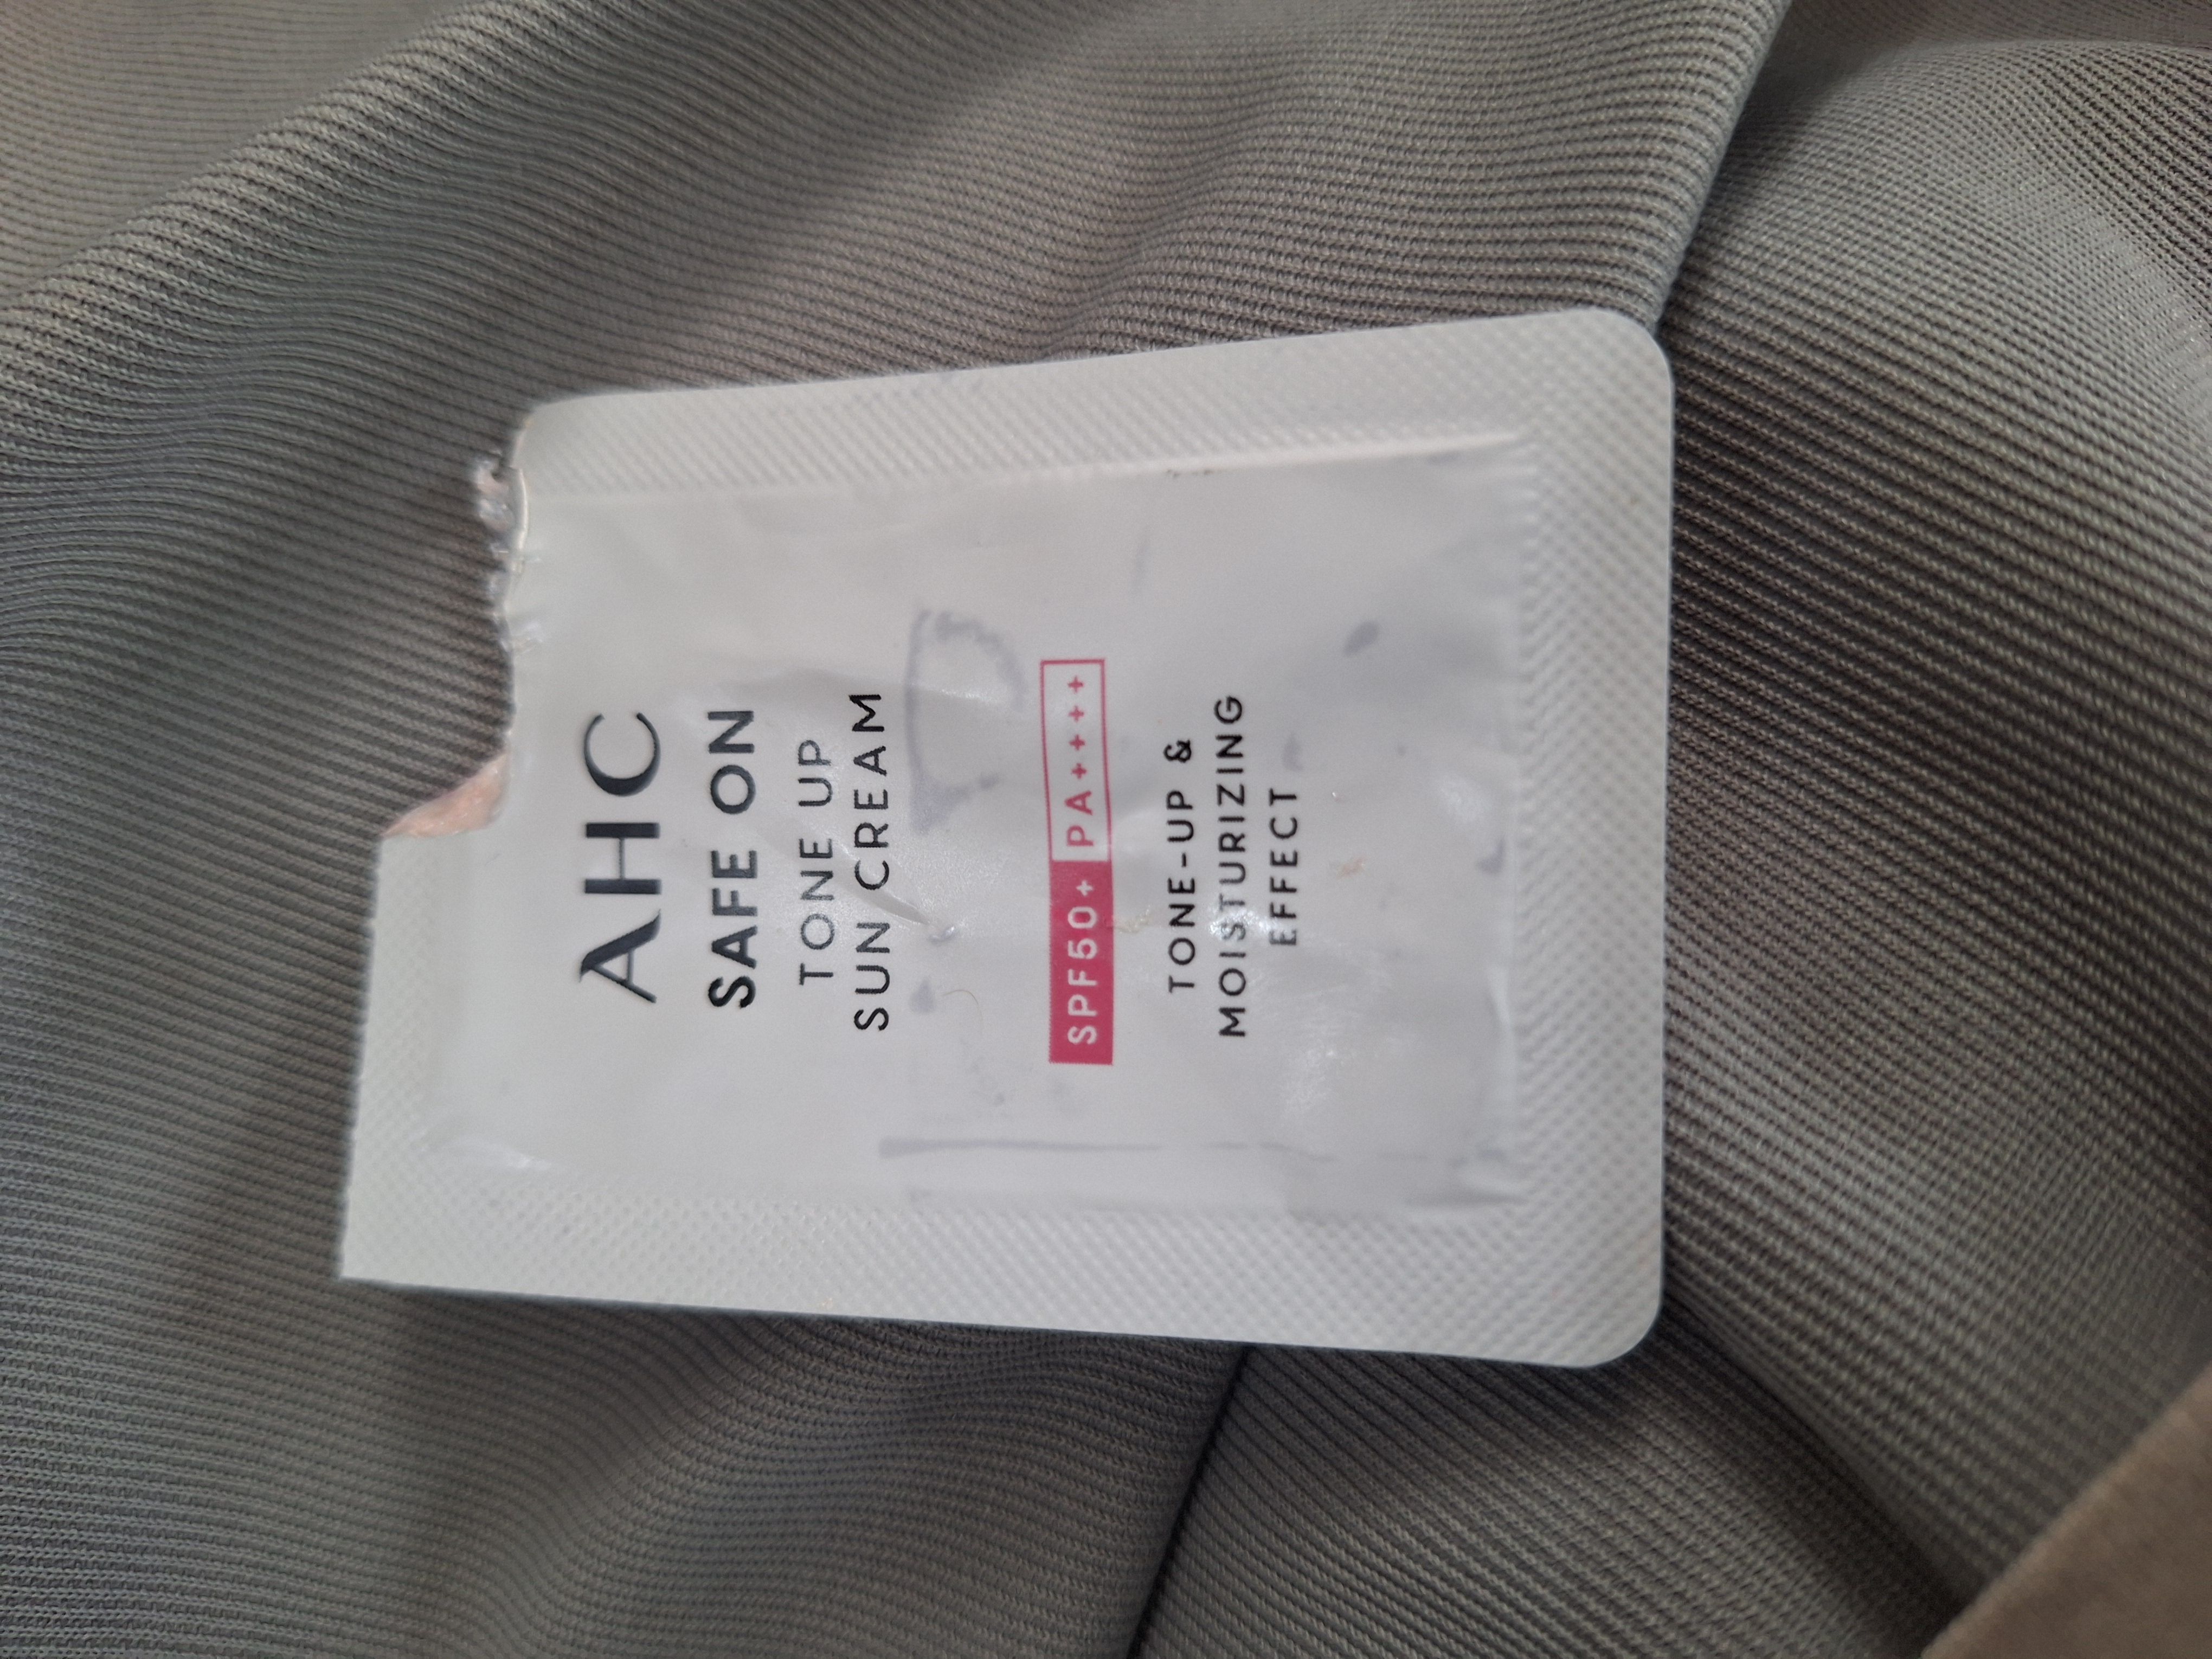 AHC
SAFE ON
TONE UP
SUN CREAM
SPF50+ PA++++
TONE-UP &
MOISTURIZING
EFFECT